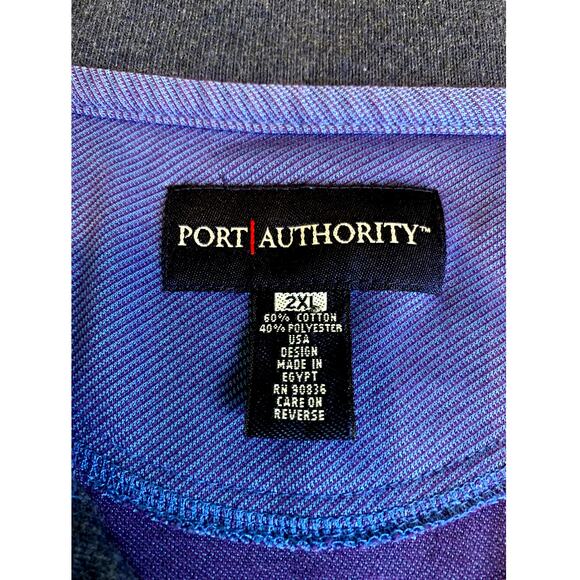 PORT|AUTHORITY™
2XL
60% COTTON
40% POLYESTER
USA
DESIGN
MADE IN
EGYPT
RN 90836
CARE ON
REVERSE